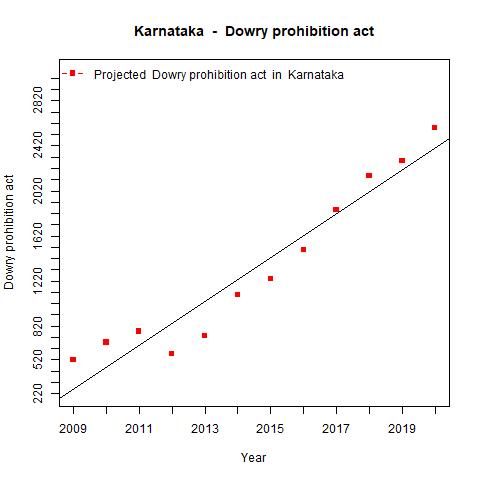 Karnataka - Dowry prohibition act
Projected Dowry prohibition act in Karnataka
Dowry prohibition act
2820
2420
2020
1620
1220
820
520
220
2009 2011 2013 2015 2017 2019
Year